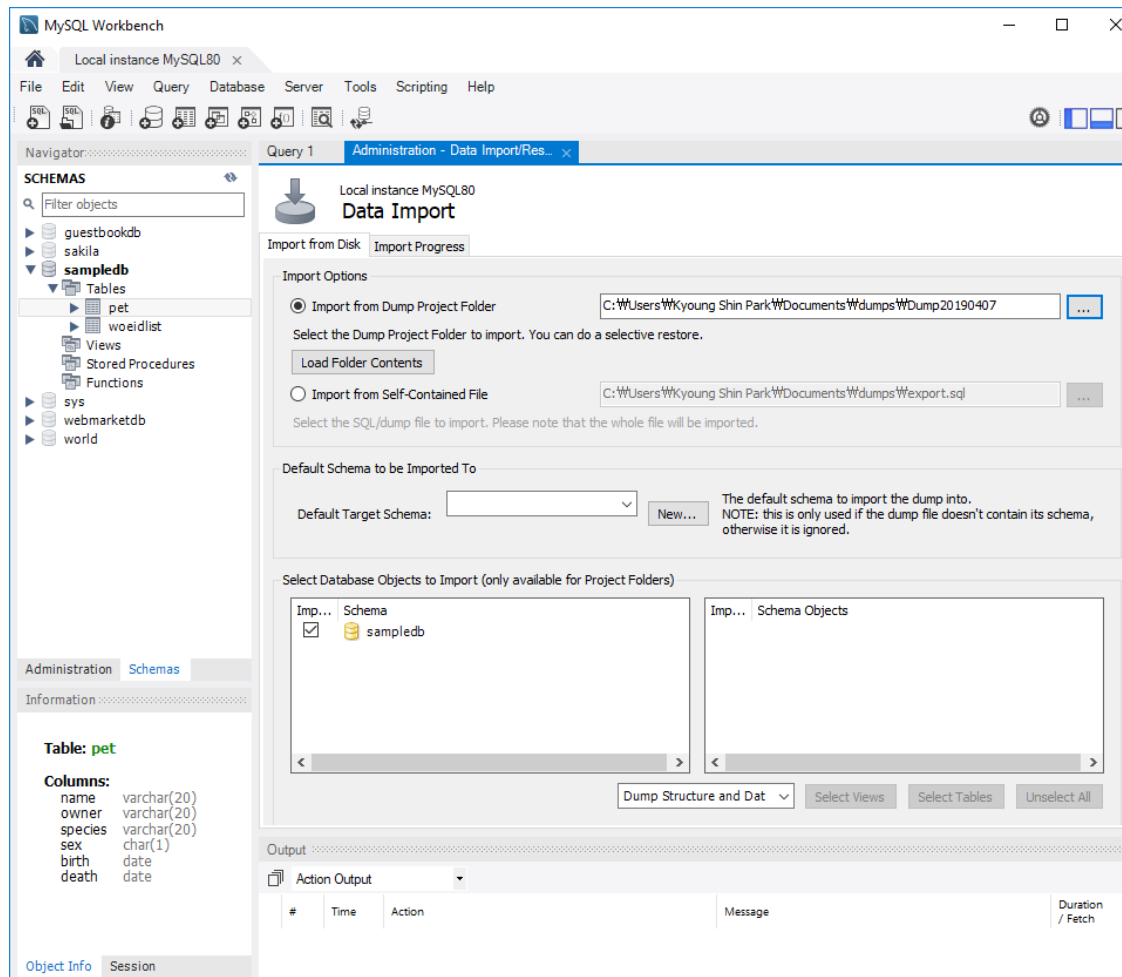 MySQL Workbench
Local instance MySQL80
File Edit View Query Database Server Tools Scripting Help
Navigator
SCHEMAS
Filter objects
guestbookdb
sakila
sampledb
Tables
pet
woeidlist
Views
Stored Procedures
Functions
sys
webmarketdb
world
Administration Schemas
Information
Table: pet
Columns:
name varchar(20)
owner varchar(20)
species varchar(20)
sex char(1)
birth date
death date
Object Info Session
Query 1 Administration - Data Import/Res...
Local instance MySQL80
Data Import
Import from Disk Import Progress
Import Options
Import from Dump Project Folder C:₩Users₩Kyoung Shin Park₩Documents₩dumps₩Dump20190407 ...
Select the Dump Project Folder to import. You can do a selective restore.
Load Folder Contents
Import from Self-Contained File C:₩Users₩Kyoung Shin Park₩Documents₩dumps₩export.sql ...
Select the SQL/dump file to import. Please note that the whole file will be imported.
Default Schema to be Imported To
Default Target Schema: New...
The default schema to import the dump into.
NOTE: this is only used if the dump file doesn't contain its schema,
otherwise it is ignored.
Select Database Objects to Import (only available for Project Folders)
Imp... Schema
sampledb
Imp... Schema Objects
Dump Structure and Dat Select Views Select Tables Unselect All
Output
Action Output
# Time Action Message Duration / Fetch